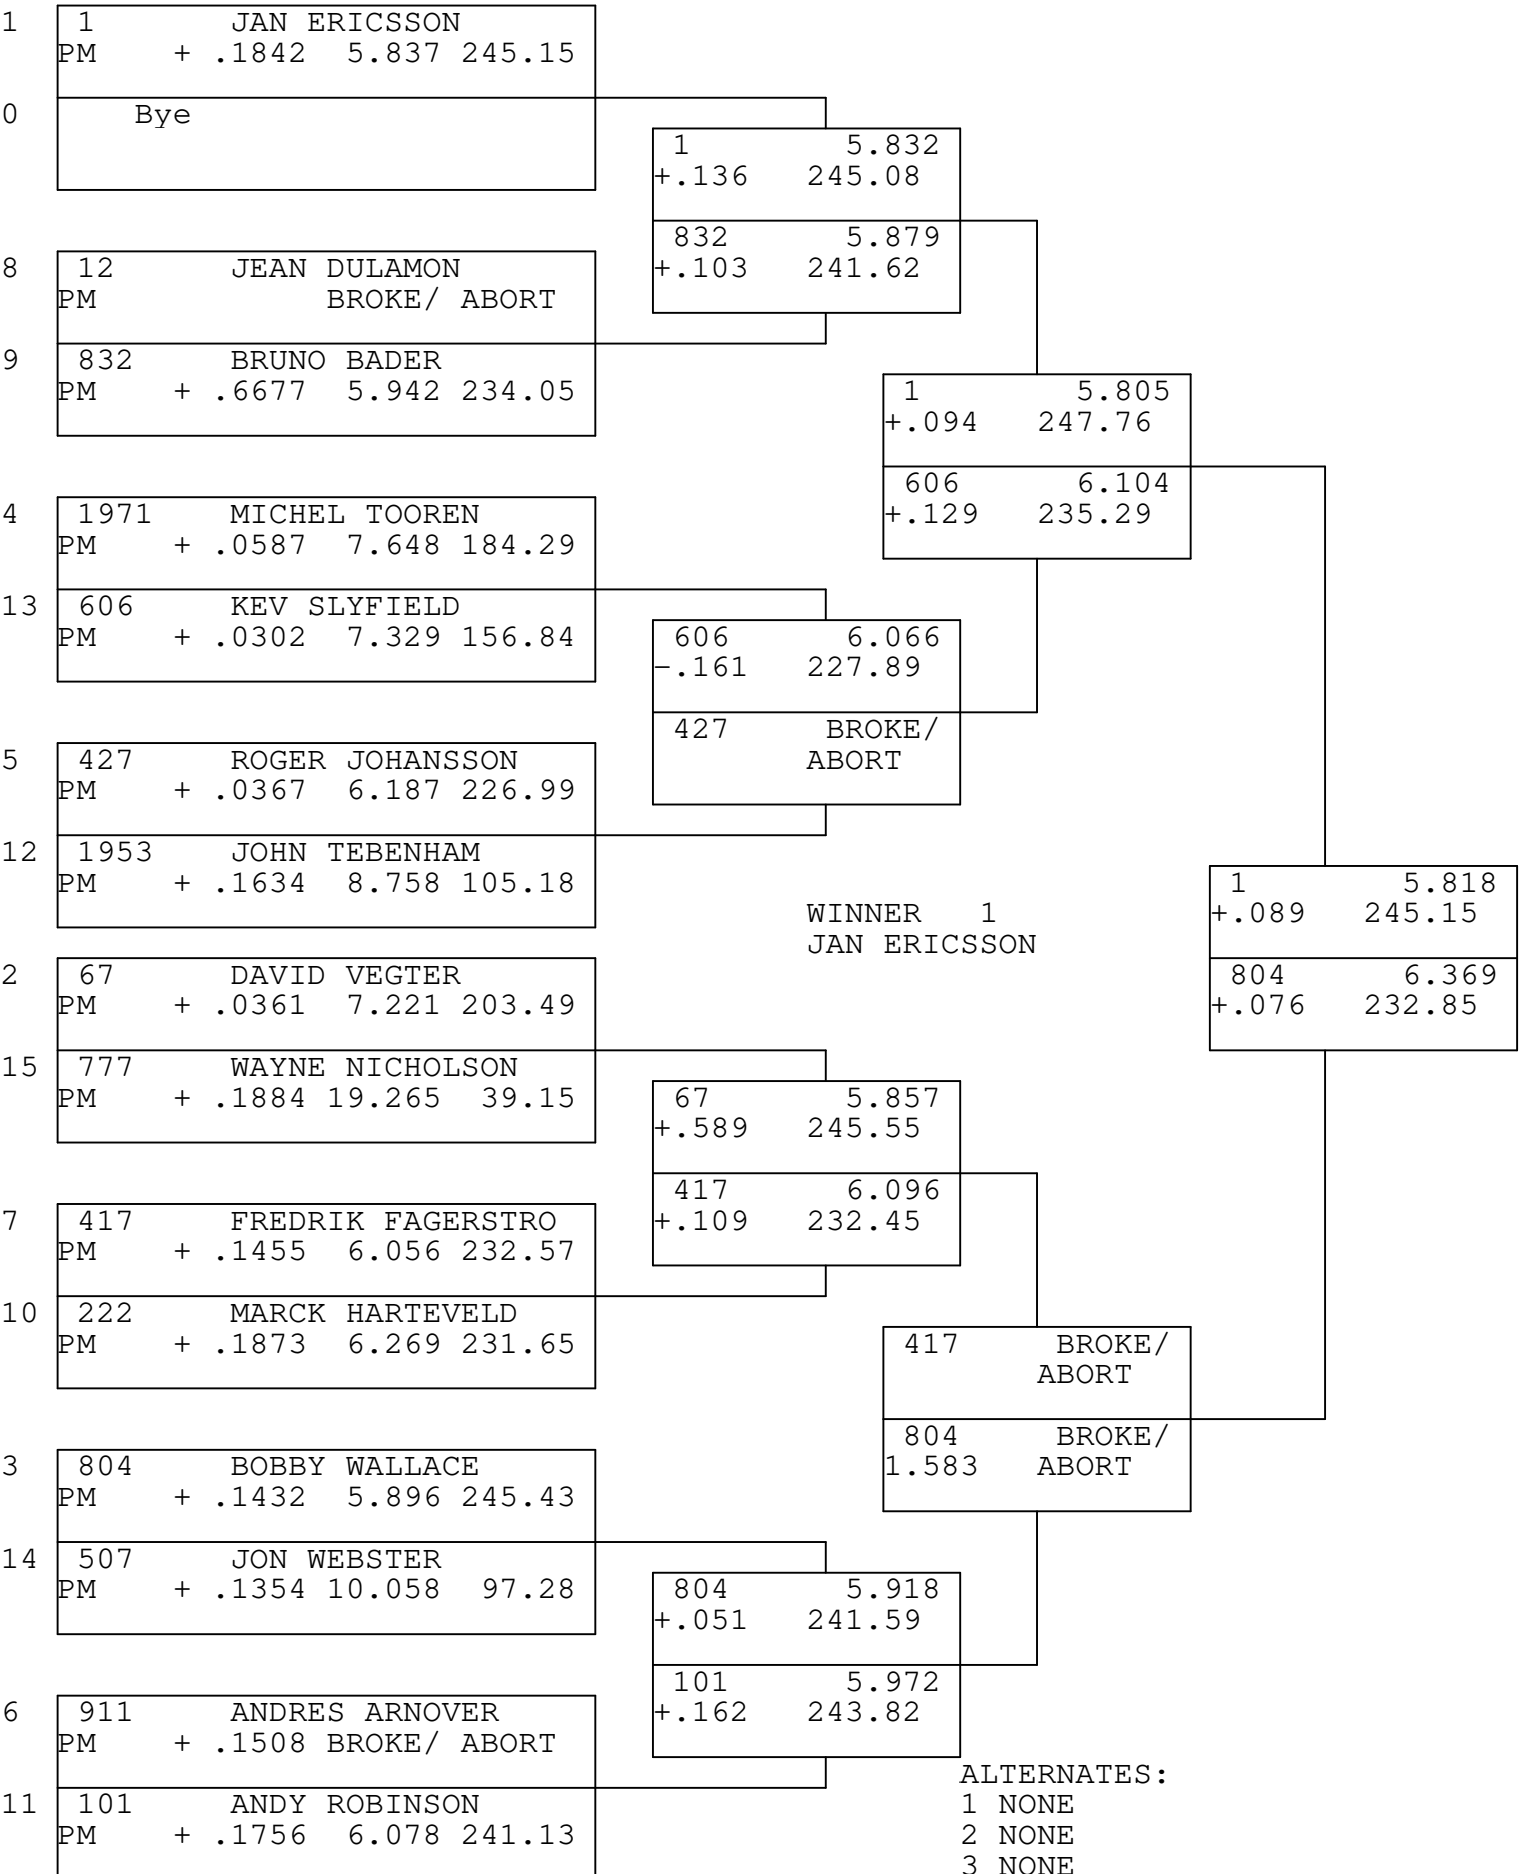 1 1 JAN ERICSSON
PM + .1842 5.837 245.15
0 Bye
8 12 JEAN DULAMON
PM BROKE/ ABORT
9 832 BRUNO BADER
PM + .6677 5.942 234.05
4 1971 MICHEL TOOREN
PM + .0587 7.648 184.29
13 606 KEV SLYFIELD
PM + .0302 7.329 156.84
5 427 ROGER JOHANSSON
PM + .0367 6.187 226.99
12 1953 JOHN TEBENHAM
PM + .1634 8.758 105.18
2 67 DAVID VEGTER
PM + .0361 7.221 203.49
15 777 WAYNE NICHOLSON
PM + .1884 19.265 39.15
7 417 FREDRIK FAGERSTRO
PM + .1455 6.056 232.57
10 222 MARCK HARTEVELD
PM + .1873 6.269 231.65
3 804 BOBBY WALLACE
PM + .1432 5.896 245.43
14 507 JON WEBSTER
PM + .1354 10.058 97.28
6 911 ANDRES ARNOVER
PM + .1508 BROKE/ ABORT
11 101 ANDY ROBINSON
PM + .1756 6.078 241.13
1 5.832
+.136 245.08
832 5.879
+.103 241.62
606 6.066
-.161 227.89
427 BROKE/
ABORT
67 5.857
+.589 245.55
417 6.096
+.109 232.45
804 5.918
+.051 241.59
101 5.972
+.162 243.82
1 5.805
+.094 247.76
606 6.104
+.129 235.29
417 BROKE/
ABORT
804 BROKE/
1.583 ABORT
1 5.818
+.089 245.15
804 6.369
+.076 232.85
WINNER 1
JAN ERICSSON
ALTERNATES:
1 NONE
2 NONE
3 NONE